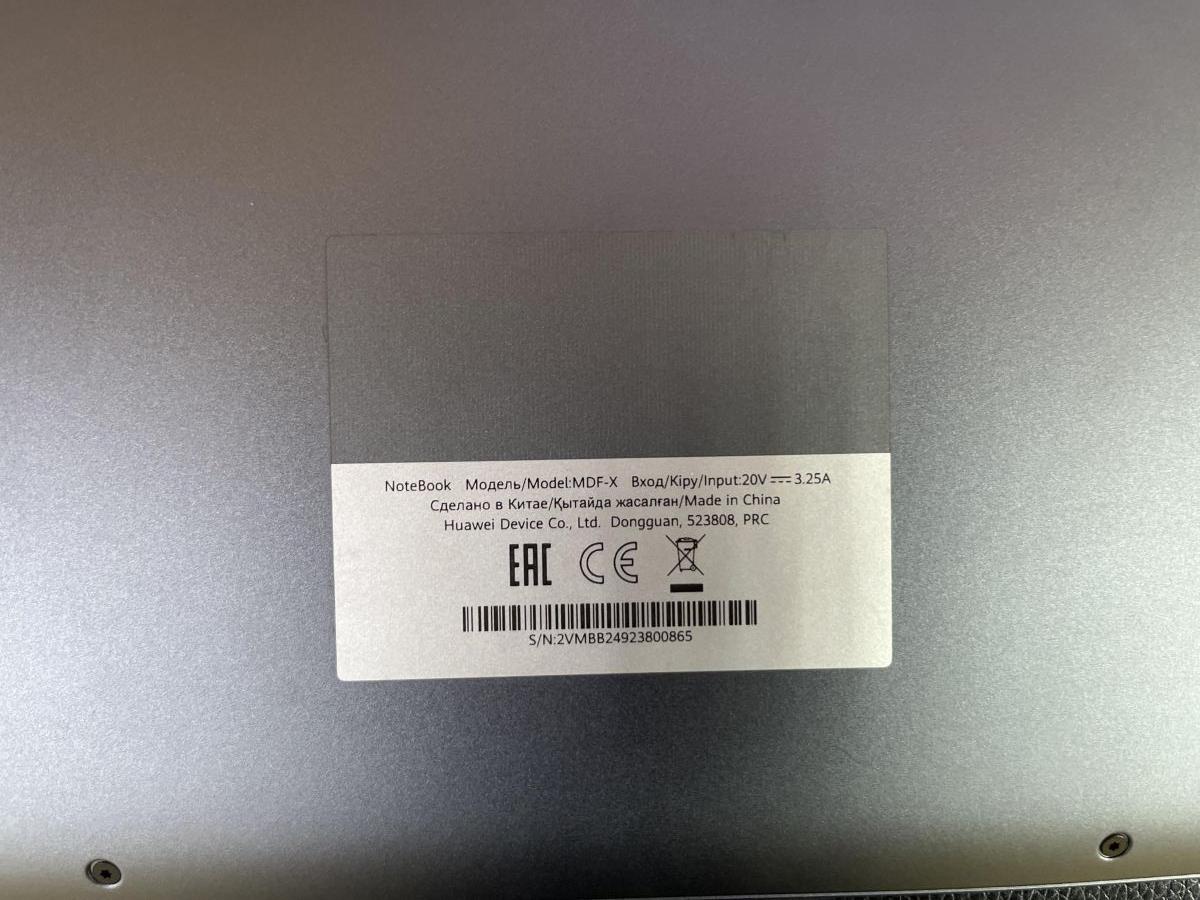 NoteBook Модель/Model:MDF-X Вход/Кіру/Input:20V⎓3.25A
Сделано в Китае/Қытайда жасалған/Made in China
Huawei Device Co., Ltd. Dongguan, 523808, PRC
EAC CE
S/N:2VMBB24923800865